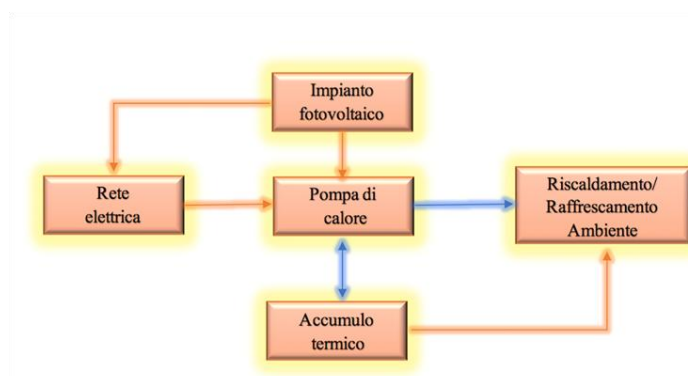 Impianto
fotovoltaico
Rete
elettrica
Pompa di
calore
Riscaldamento/
Raffrescamento
Ambiente
Accumulo
termico